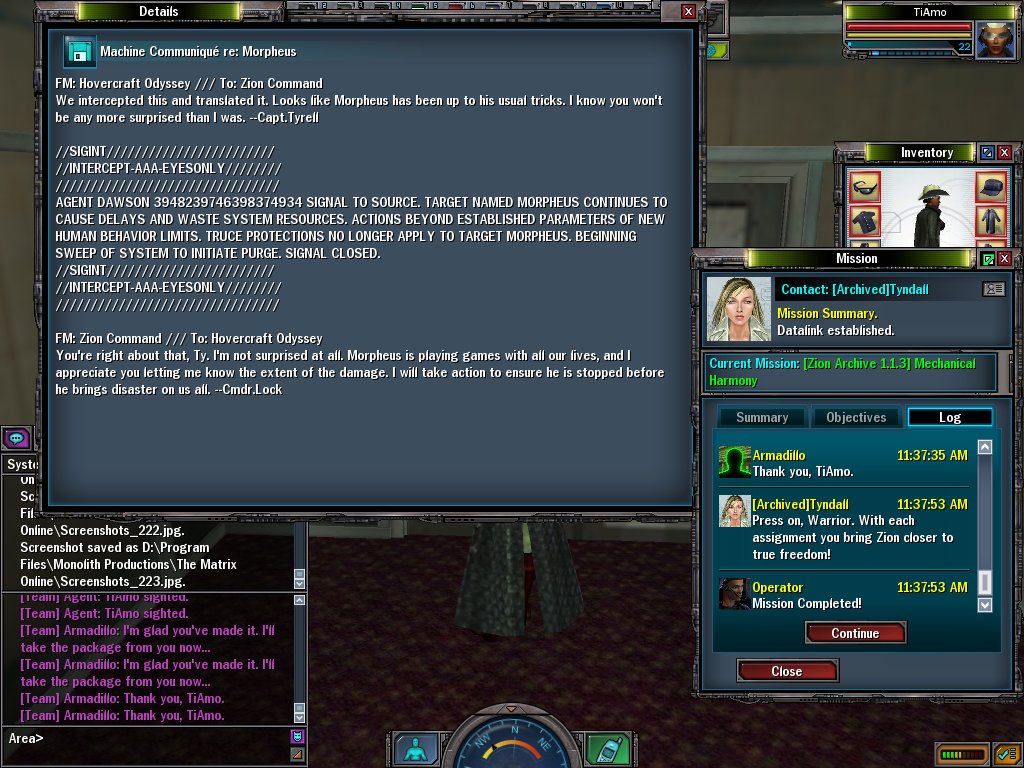 Details
TiAmo
22
Machine Communiqué re: Morpheus
FM: Hovercraft Odyssey /// To: Zion Command
We intercepted this and translated it. Looks like Morpheus has been up to his usual tricks. I know you won't
be any more surprised than I was. --Capt.Tyrell
//SIGINT////////////////////////
//INTERCEPT-AAA-EYESONLY////////
////////////////////////////////
AGENT DAWSON 3948239746398374934 SIGNAL TO SOURCE. TARGET NAMED MORPHEUS CONTINUES TO
CAUSE DELAYS AND WASTE SYSTEM RESOURCES. ACTIONS BEYOND ESTABLISHED PARAMETERS OF NEW
HUMAN BEHAVIOR LIMITS. TRUCE PROTECTIONS NO LONGER APPLY TO TARGET MORPHEUS. BEGINNING
SWEEP OF SYSTEM TO INITIATE PURGE. SIGNAL CLOSED.
//SIGINT////////////////////////
//INTERCEPT-AAA-EYESONLY////////
////////////////////////////////
FM: Zion Command /// To: Hovercraft Odyssey
You're right about that, Ty. I'm not surprised at all. Morpheus is playing games with all our lives, and I
appreciate you letting me know the extent of the damage. I will take action to ensure he is stopped before
he brings disaster on us all. --Cmdr.Lock
Inventory
Mission
Contact: [Archived]Tyndall
Mission Summary.
Datalink established.
Current Mission: [Zion Archive 1.1.3] Mechanical
Harmony
Summary
Objectives
Log
Armadillo 11:37:35 AM
Thank you, TiAmo.
[Archived]Tyndall 11:37:53 AM
Press on, Warrior. With each
assignment you bring Zion closer to
true freedom!
Operator 11:37:53 AM
Mission Completed!
Continue
Close
Online\Screenshots_222.jpg.
Screenshot saved as D:\Program
Files\Monolith Productions\The Matrix
Online\Screenshots_223.jpg.
[Team] Agent: TiAmo sighted.
[Team] Agent: TiAmo sighted.
[Team] Armadillo: I'm glad you've made it. I'll
take the package from you now...
[Team] Armadillo: I'm glad you've made it. I'll
take the package from you now...
[Team] Armadillo: Thank you, TiAmo.
[Team] Armadillo: Thank you, TiAmo.
Area>
NW N NE